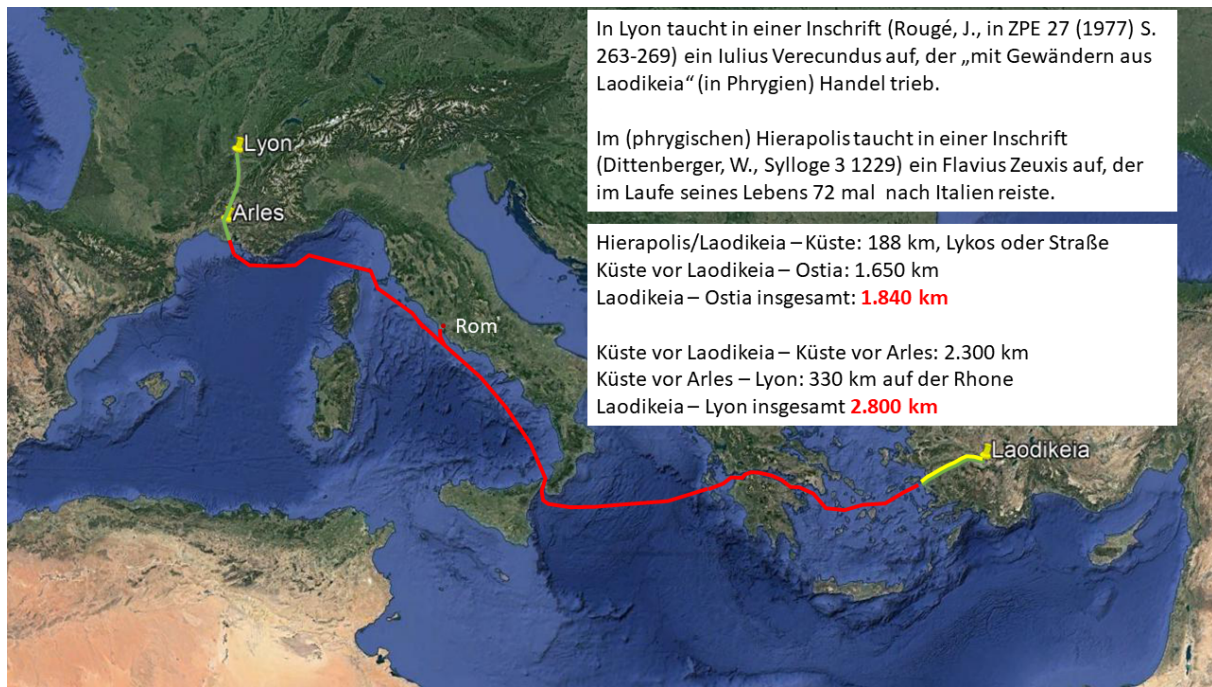 In Lyon taucht in einer Inschrift (Rougé, J., in ZPE 27 (1977) S.
263-269) ein Iulius Verecundus auf, der „mit Gewändern aus
Laodikeia“ (in Phrygien) Handel trieb.
Im (phrygischen) Hierapolis taucht in einer Inschrift
(Dittenberger, W., Sylloge 3 1229) ein Flavius Zeuxis auf, der
im Laufe seines Lebens 72 mal nach Italien reiste.
Hierapolis/Laodikeia – Küste: 188 km, Lykos oder Straße
Küste vor Laodikeia – Ostia: 1.650 km
Laodikeia – Ostia insgesamt: 1.840 km
Küste vor Laodikeia – Küste vor Arles: 2.300 km
Küste vor Arles – Lyon: 330 km auf der Rhone
Laodikeia – Lyon insgesamt 2.800 km
Lyon
Arles
Rom
Laodikeia